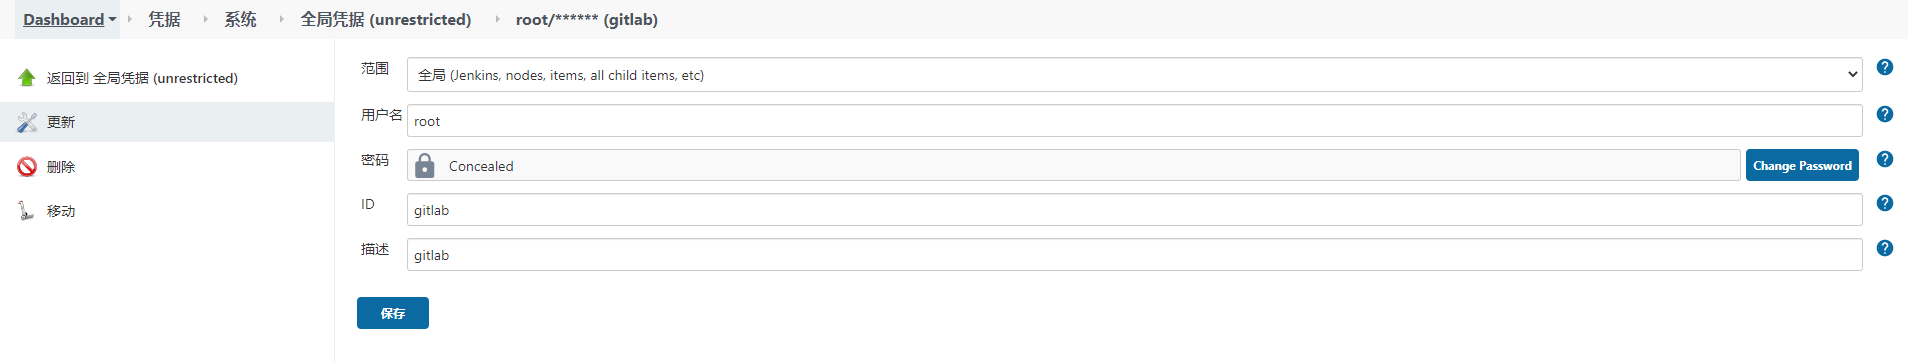 Dashboard 凭据 系统 全局凭据 (unrestricted) root/****** (gitlab)
返回到 全局凭据 (unrestricted)
更新
删除
移动
范围 全局 (Jenkins, nodes, items, all child items, etc) ?
用户名 root ?
密码 Concealed Change Password ?
ID gitlab ?
描述 gitlab ?
保存